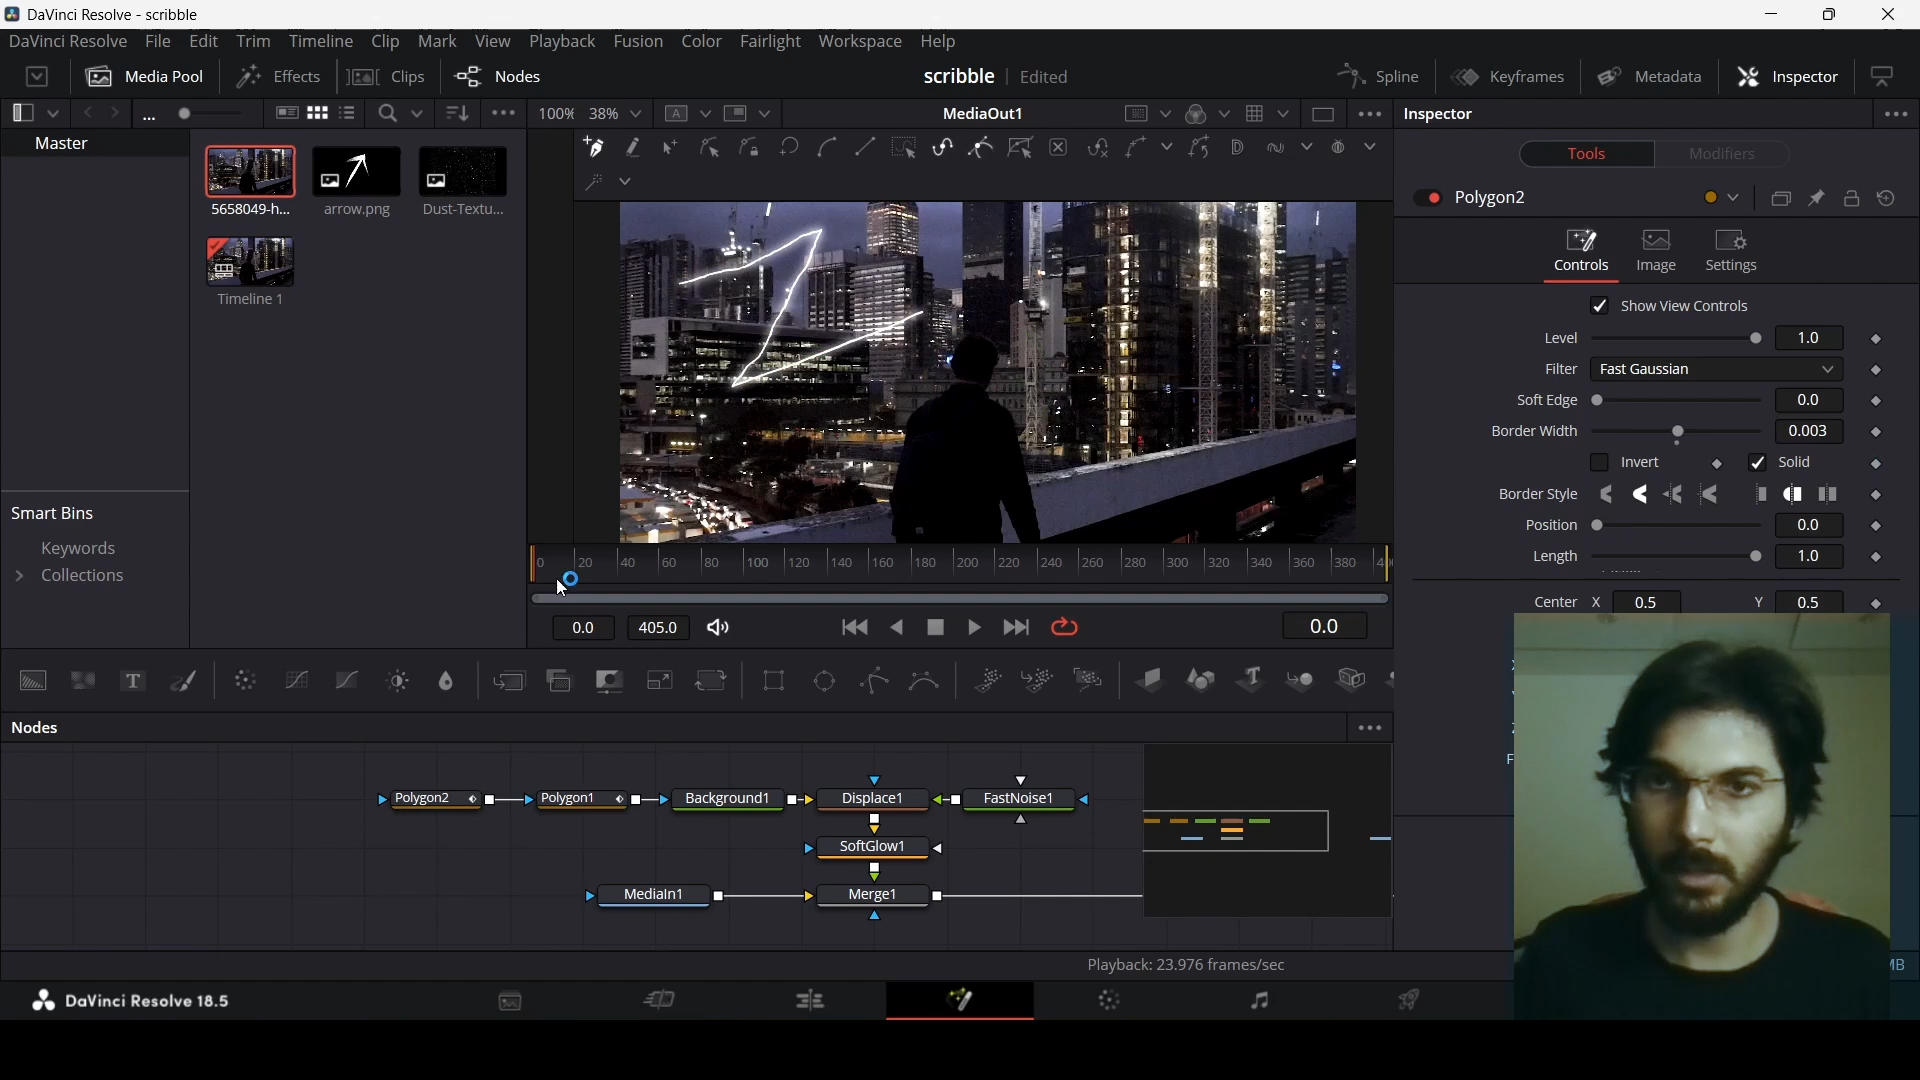 DaVinci Resolve - scribble
DaVinci Resolve File Edit Trim Timeline Clip Mark View Playback Fusion Color Fairlight Workspace Help
Media Pool Effects Clips Nodes scribble Edited Spline Keyframes Metadata Inspector
... 100% 38% A MediaOut1 Inspector
Master
Tools Modifiers
Polygon2
5658049-h... arrow.png Dust-Textu...
Controls Image Settings
Timeline 1
Show View Controls
Level 1.0
Filter Fast Gaussian
Soft Edge 0.0
Border Width 0.003
Invert Solid
Border Style
Position 0.0
Length 1.0
Center X 0.5 Y 0.5
Smart Bins
Keywords
Collections
0 20 40 60 80 100 120 140 160 180 200 220 240 260 280 300 320 340 360 380
0.0 405.0 0.0
T T
Nodes
Polygon2 Polygon1 Background1 Displace1 FastNoise1
SoftGlow1
MediaIn1 Merge1
Playback: 23.976 frames/sec
MB
DaVinci Resolve 18.5